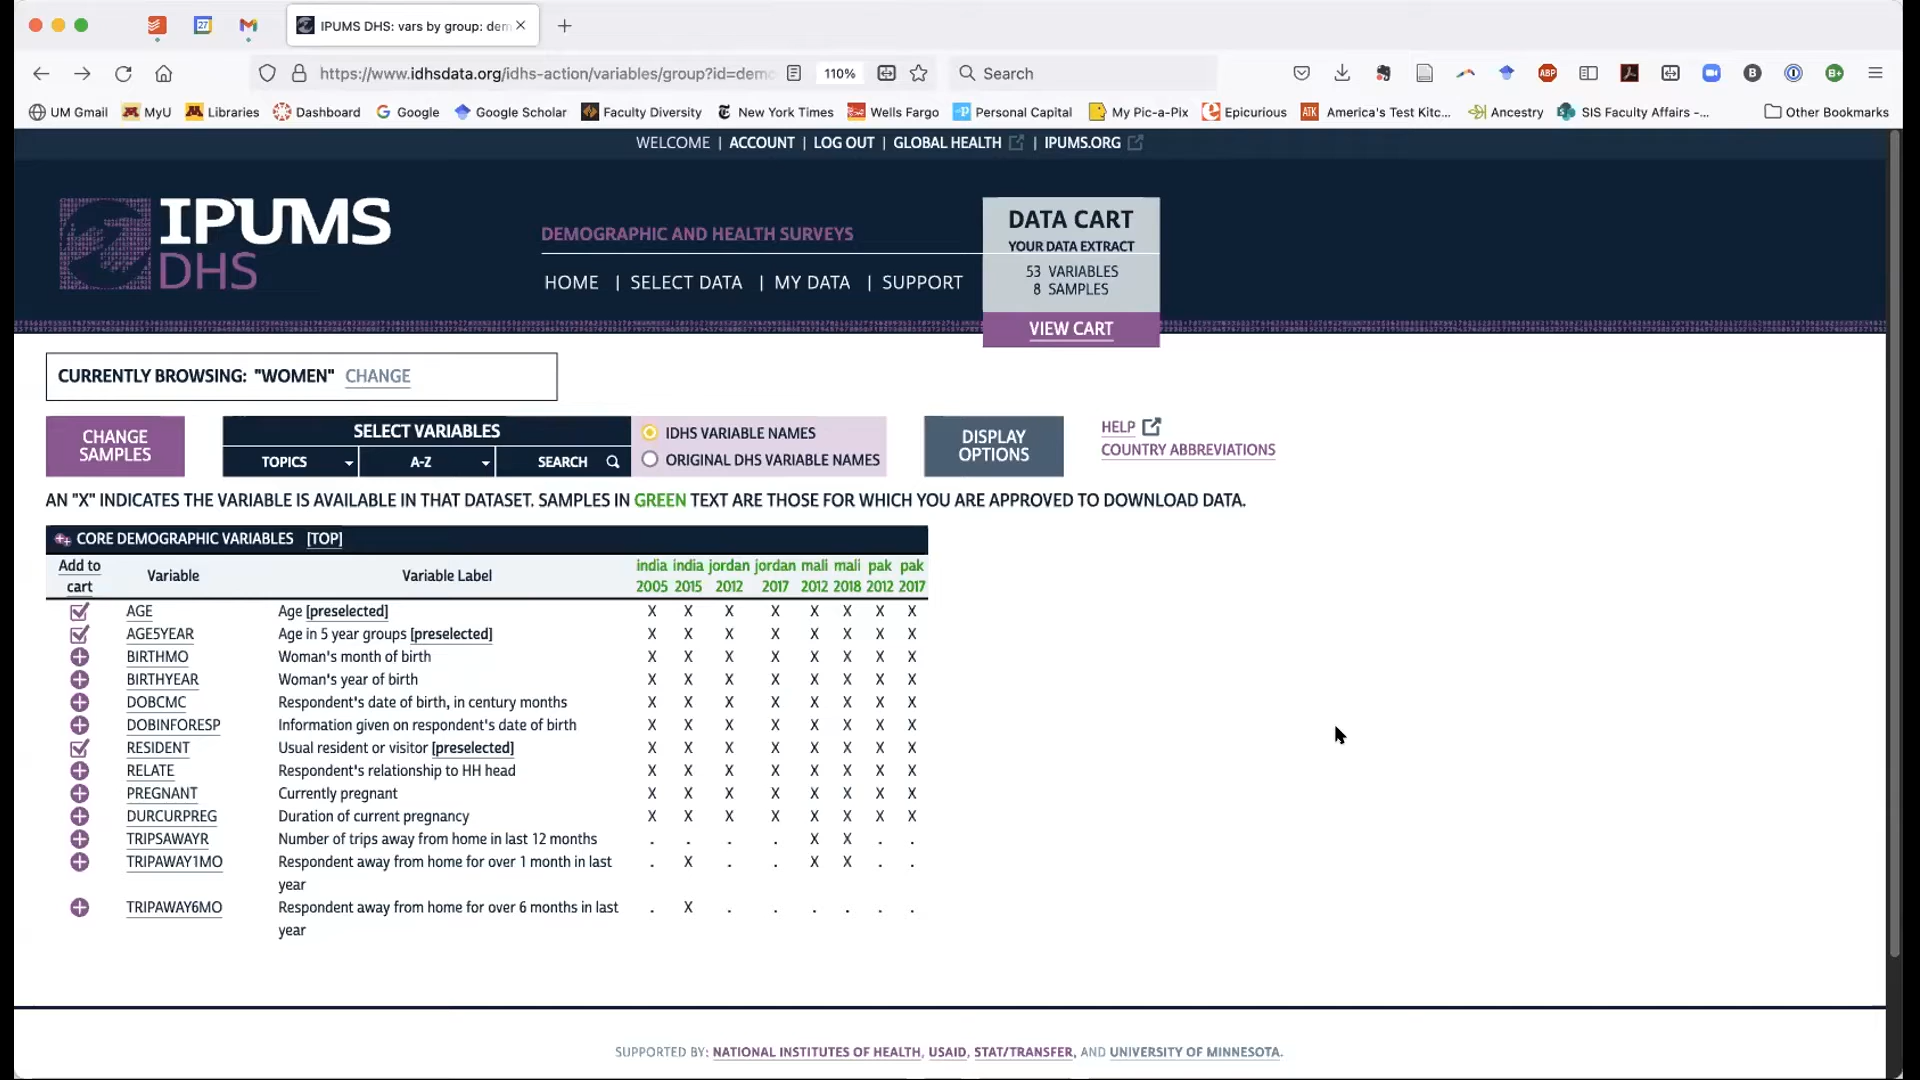 27
IPUMS DHS: vars by group: dem
https://www.idhsdata.org/idhs-action/variables/group?id=demo
110%
Search
ABP
B
B+
UM Gmail MyU Libraries Dashboard Google Google Scholar Faculty Diversity New York Times Wells Fargo Personal Capital My Pic-a-Pix Epicurious ATK America's Test Kitc... Ancestry SIS Faculty Affairs -... Other Bookmarks
WELCOME | ACCOUNT | LOG OUT | GLOBAL HEALTH | IPUMS.ORG
IPUMS
DHS
DEMOGRAPHIC AND HEALTH SURVEYS
HOME | SELECT DATA | MY DATA | SUPPORT
DATA CART
YOUR DATA EXTRACT
53 VARIABLES
8 SAMPLES
VIEW CART
CURRENTLY BROWSING: "WOMEN" CHANGE
CHANGE
SAMPLES
SELECT VARIABLES
TOPICS A-Z SEARCH
IDHS VARIABLE NAMES
ORIGINAL DHS VARIABLE NAMES
DISPLAY
OPTIONS
HELP
COUNTRY ABBREVIATIONS
AN "X" INDICATES THE VARIABLE IS AVAILABLE IN THAT DATASET. SAMPLES IN GREEN TEXT ARE THOSE FOR WHICH YOU ARE APPROVED TO DOWNLOAD DATA.
CORE DEMOGRAPHIC VARIABLES [TOP]
Add to cart Variable Variable Label india 2005 india 2015 jordan 2012 jordan 2017 mali 2012 mali 2018 pak 2012 pak 2017
AGE Age [preselected] X X X X X X X X
AGE5YEAR Age in 5 year groups [preselected] X X X X X X X X
BIRTHMO Woman's month of birth X X X X X X X X
BIRTHYEAR Woman's year of birth X X X X X X X X
DOBCMC Respondent's date of birth, in century months X X X X X X X X
DOBINFORESP Information given on respondent's date of birth X X X X X X X X
RESIDENT Usual resident or visitor [preselected] X X X X X X X X
RELATE Respondent's relationship to HH head X X X X X X X X
PREGNANT Currently pregnant X X X X X X X X
DURCURPREG Duration of current pregnancy X X X X X X X X
TRIPSAWAYR Number of trips away from home in last 12 months . . . . X X . .
TRIPAWAY1MO Respondent away from home for over 1 month in last . X . . X X . .
year
TRIPAWAY6MO Respondent away from home for over 6 months in last . X . . . . . .
year
SUPPORTED BY: NATIONAL INSTITUTES OF HEALTH, USAID, STAT/TRANSFER, AND UNIVERSITY OF MINNESOTA.